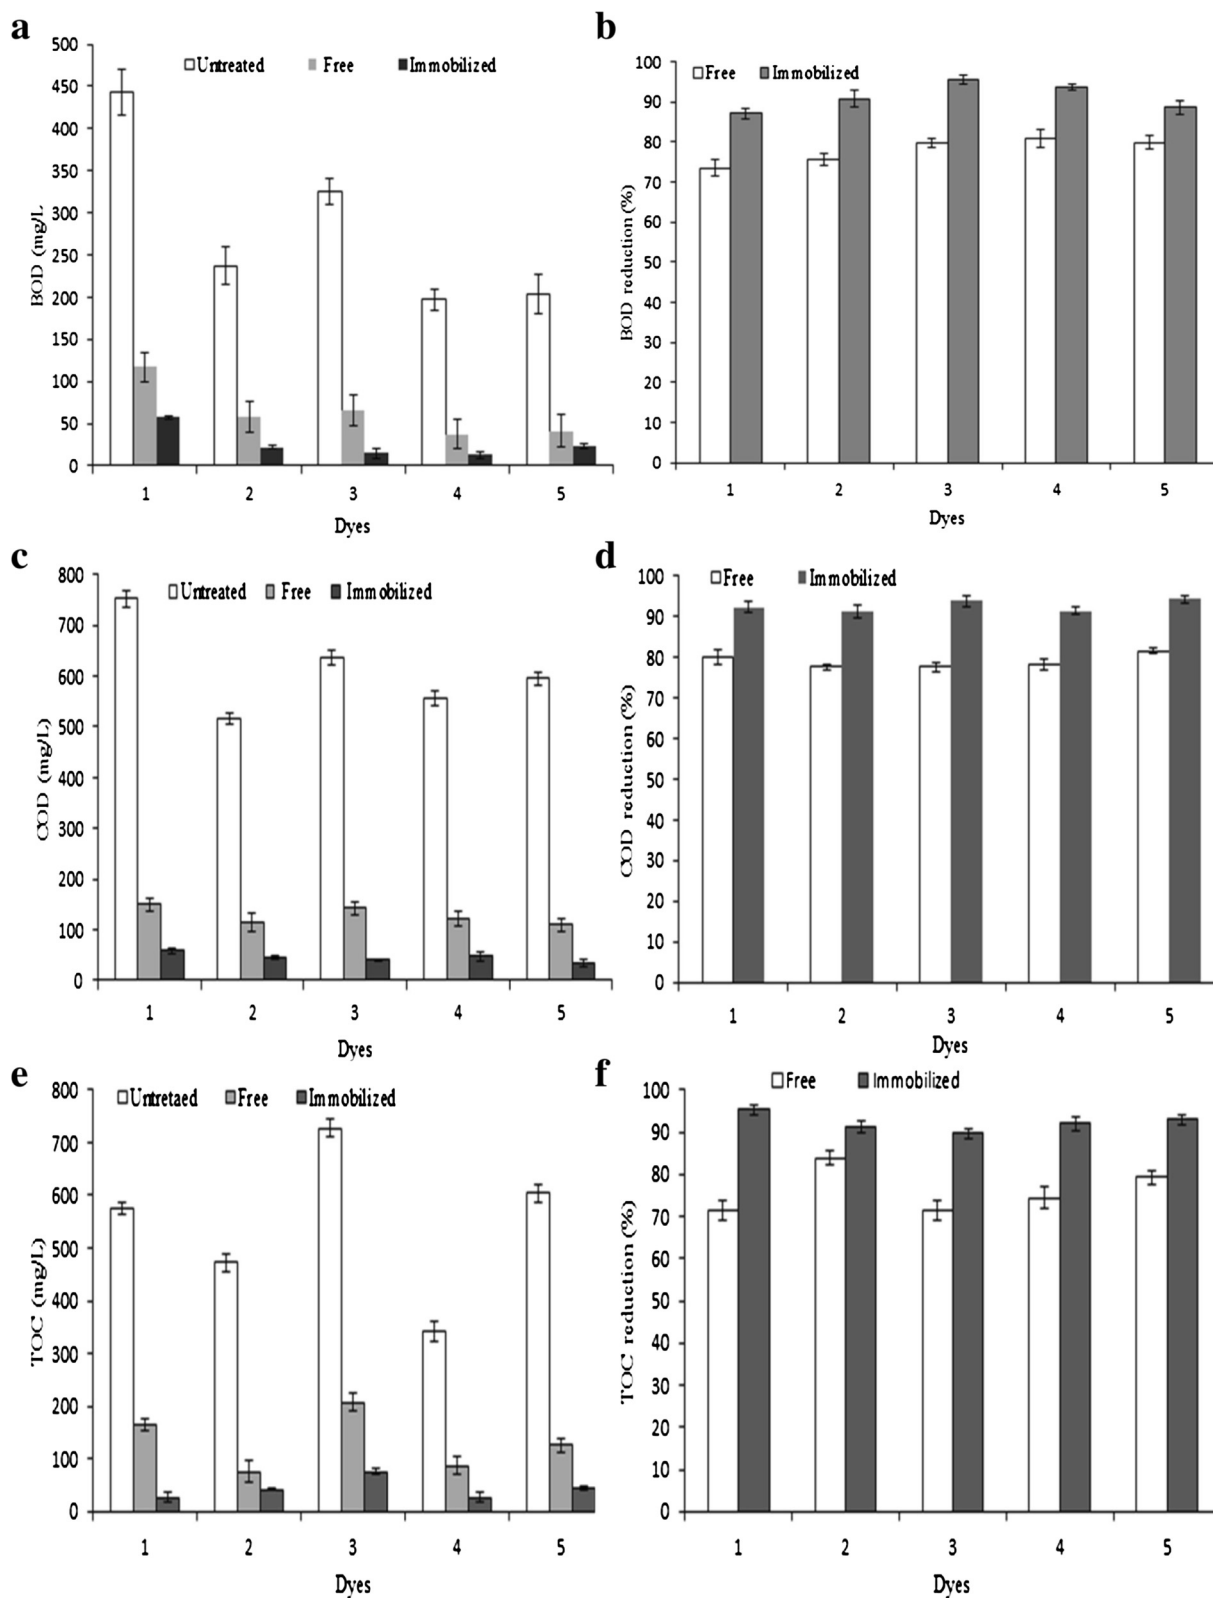 a
500
450
400
350
300
250
200
150
100
50
0
BOD (mg/L
Untreated Free Immobilized
1 2 3 4 5
Dyes
b
100
90
80
70
60
50
40
30
20
10
0
BOD reduction (%)
Free Immobilized
1 2 3 4 5
Dyes
c
800
700
600
500
400
300
200
100
0
COD (mg/L)
Untreated Free Immobilized
1 2 3 4 5
Dyes
d
100
90
80
70
60
50
40
30
20
10
0
COD reduction (%)
Free Immobilized
1 2 3 4 5
Dyes
e
800
700
600
500
400
300
200
100
0
TOC (mg/L)
Untretaed Free Immobilized
1 2 3 4 5
Dyes
f
100
90
80
70
60
50
40
30
20
10
0
TOC reduction (%)
Free Immobilized
1 2 3 4 5
Dyes